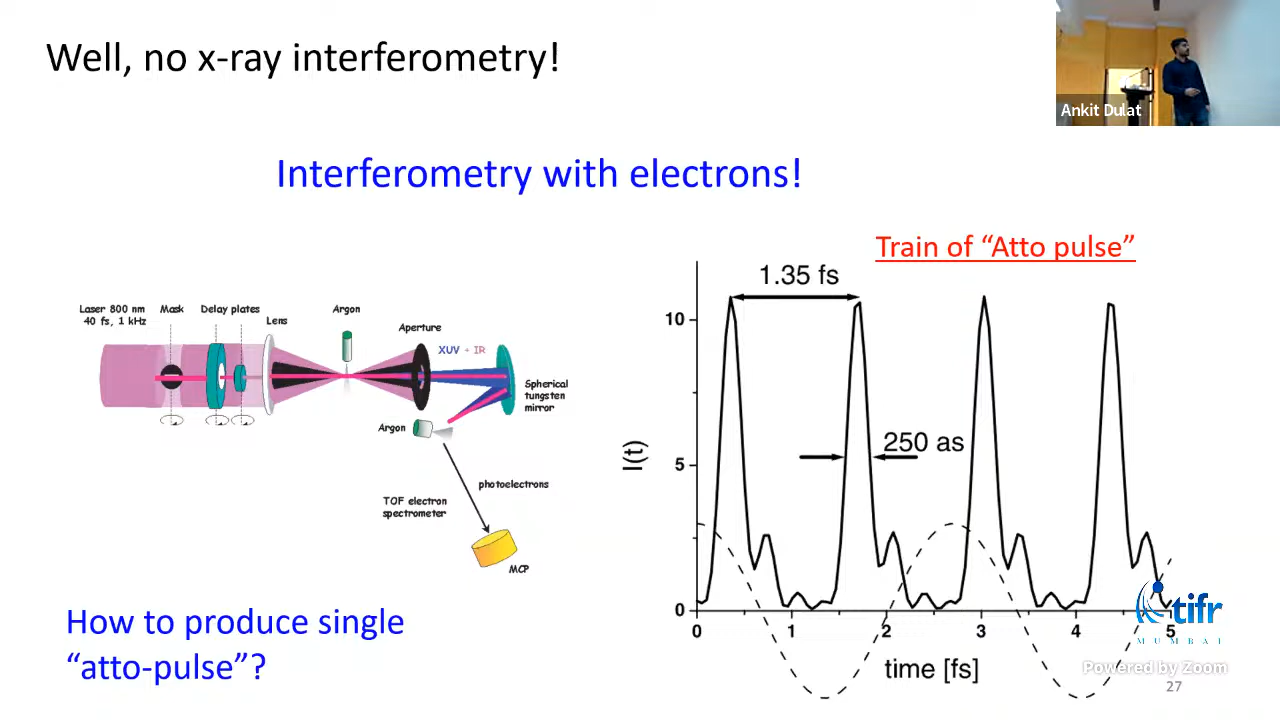 Well, no x-ray interferometry!
Ankit Dulat
Interferometry with electrons!
Train of “Atto pulse”
Laser 800 nm
40 fs, 1 kHz
Mask
Delay plates
Lens
Argon
Aperture
XUV + IR
Spherical
tungsten
mirror
Argon
photoelectrons
TOF electron
spectrometer
MCP
1.35 fs
250 as
I(t)
10
5
0
0 1 2 3 4 5
time [fs]
How to produce single
“atto-pulse”?
tifr
MUMBAI
Powered by Zoom
27